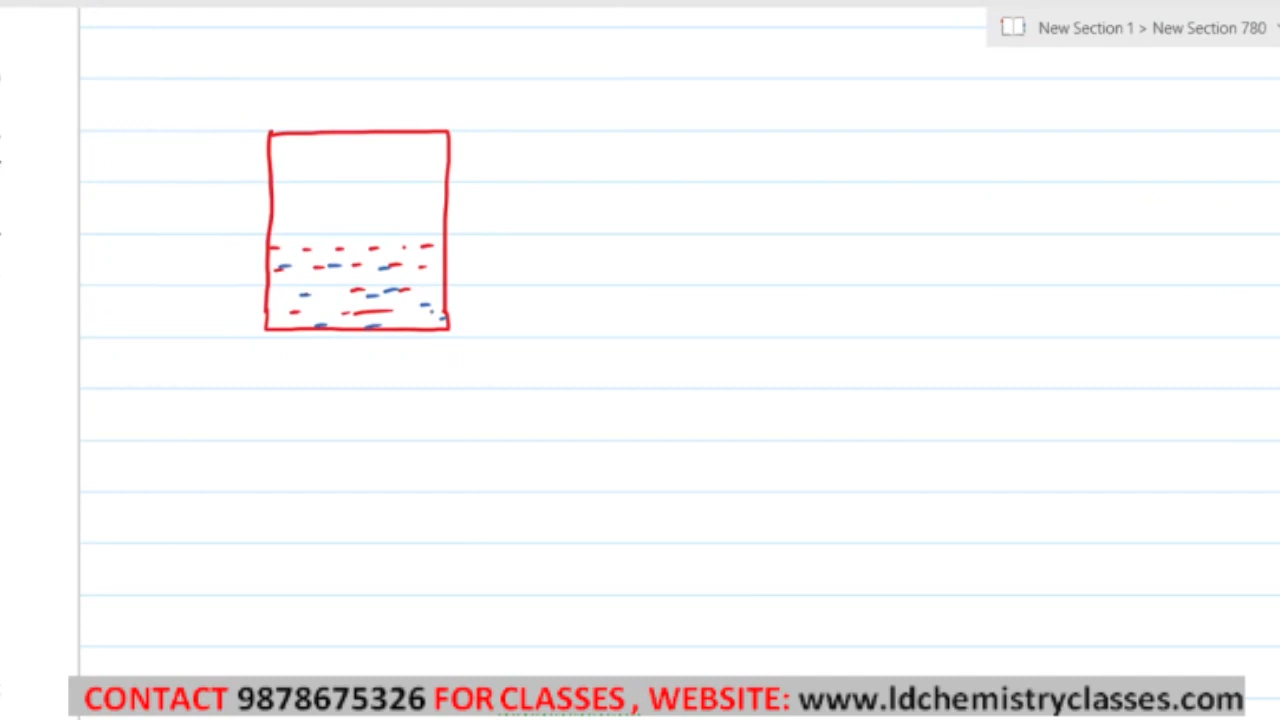 New Section 1 > New Section 780
CONTACT 9878675326 FOR CLASSES , WEBSITE: www.ldchemistryclasses.com